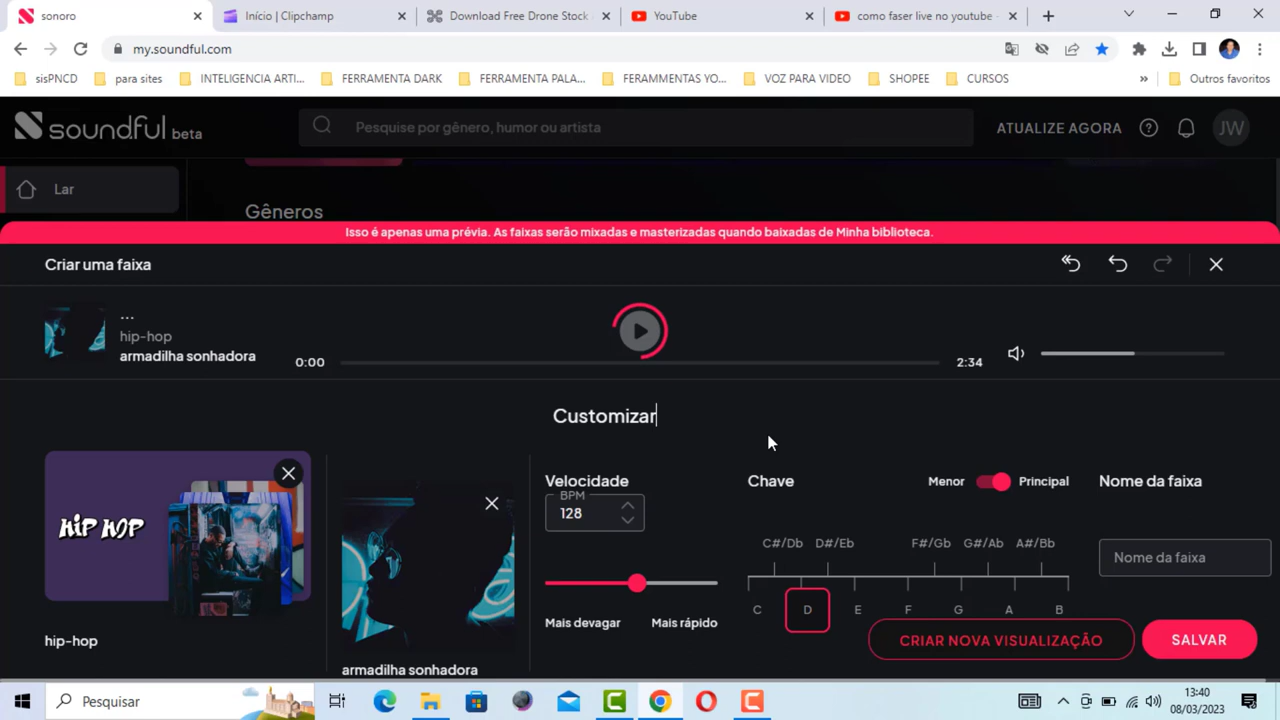 sonoro
Início | Clipchamp
Download Free Drone Stock
YouTube
como faser live no youtube -
my.soundful.com
sisPNCD
para sites
INTELIGENCIA ARTI...
FERRAMENTA DARK
FERRAMENTA PALA...
FERAMMENTAS YO...
VOZ PARA VIDEO
SHOPEE
CURSOS
»
Outros favoritos
soundful beta
Pesquise por gênero, humor ou artista
ATUALIZE AGORA
JW
Lar
Gêneros
Isso é apenas uma prévia. As faixas serão mixadas e masterizadas quando baixadas de Minha biblioteca.
Criar uma faixa
...
hip-hop
armadilha sonhadora
0:00
2:34
Customizar
HIP HOP
hip-hop
armadilha sonhadora
Velocidade
BPM
128
Mais devagar
Mais rápido
Chave
Menor
Principal
C#/Db D#/Eb F#/Gb G#/Ab A#/Bb
C D E F G A B
Nome da faixa
Nome da faixa
CRIAR NOVA VISUALIZAÇÃO
SALVAR
Pesquisar
13:40
08/03/2023